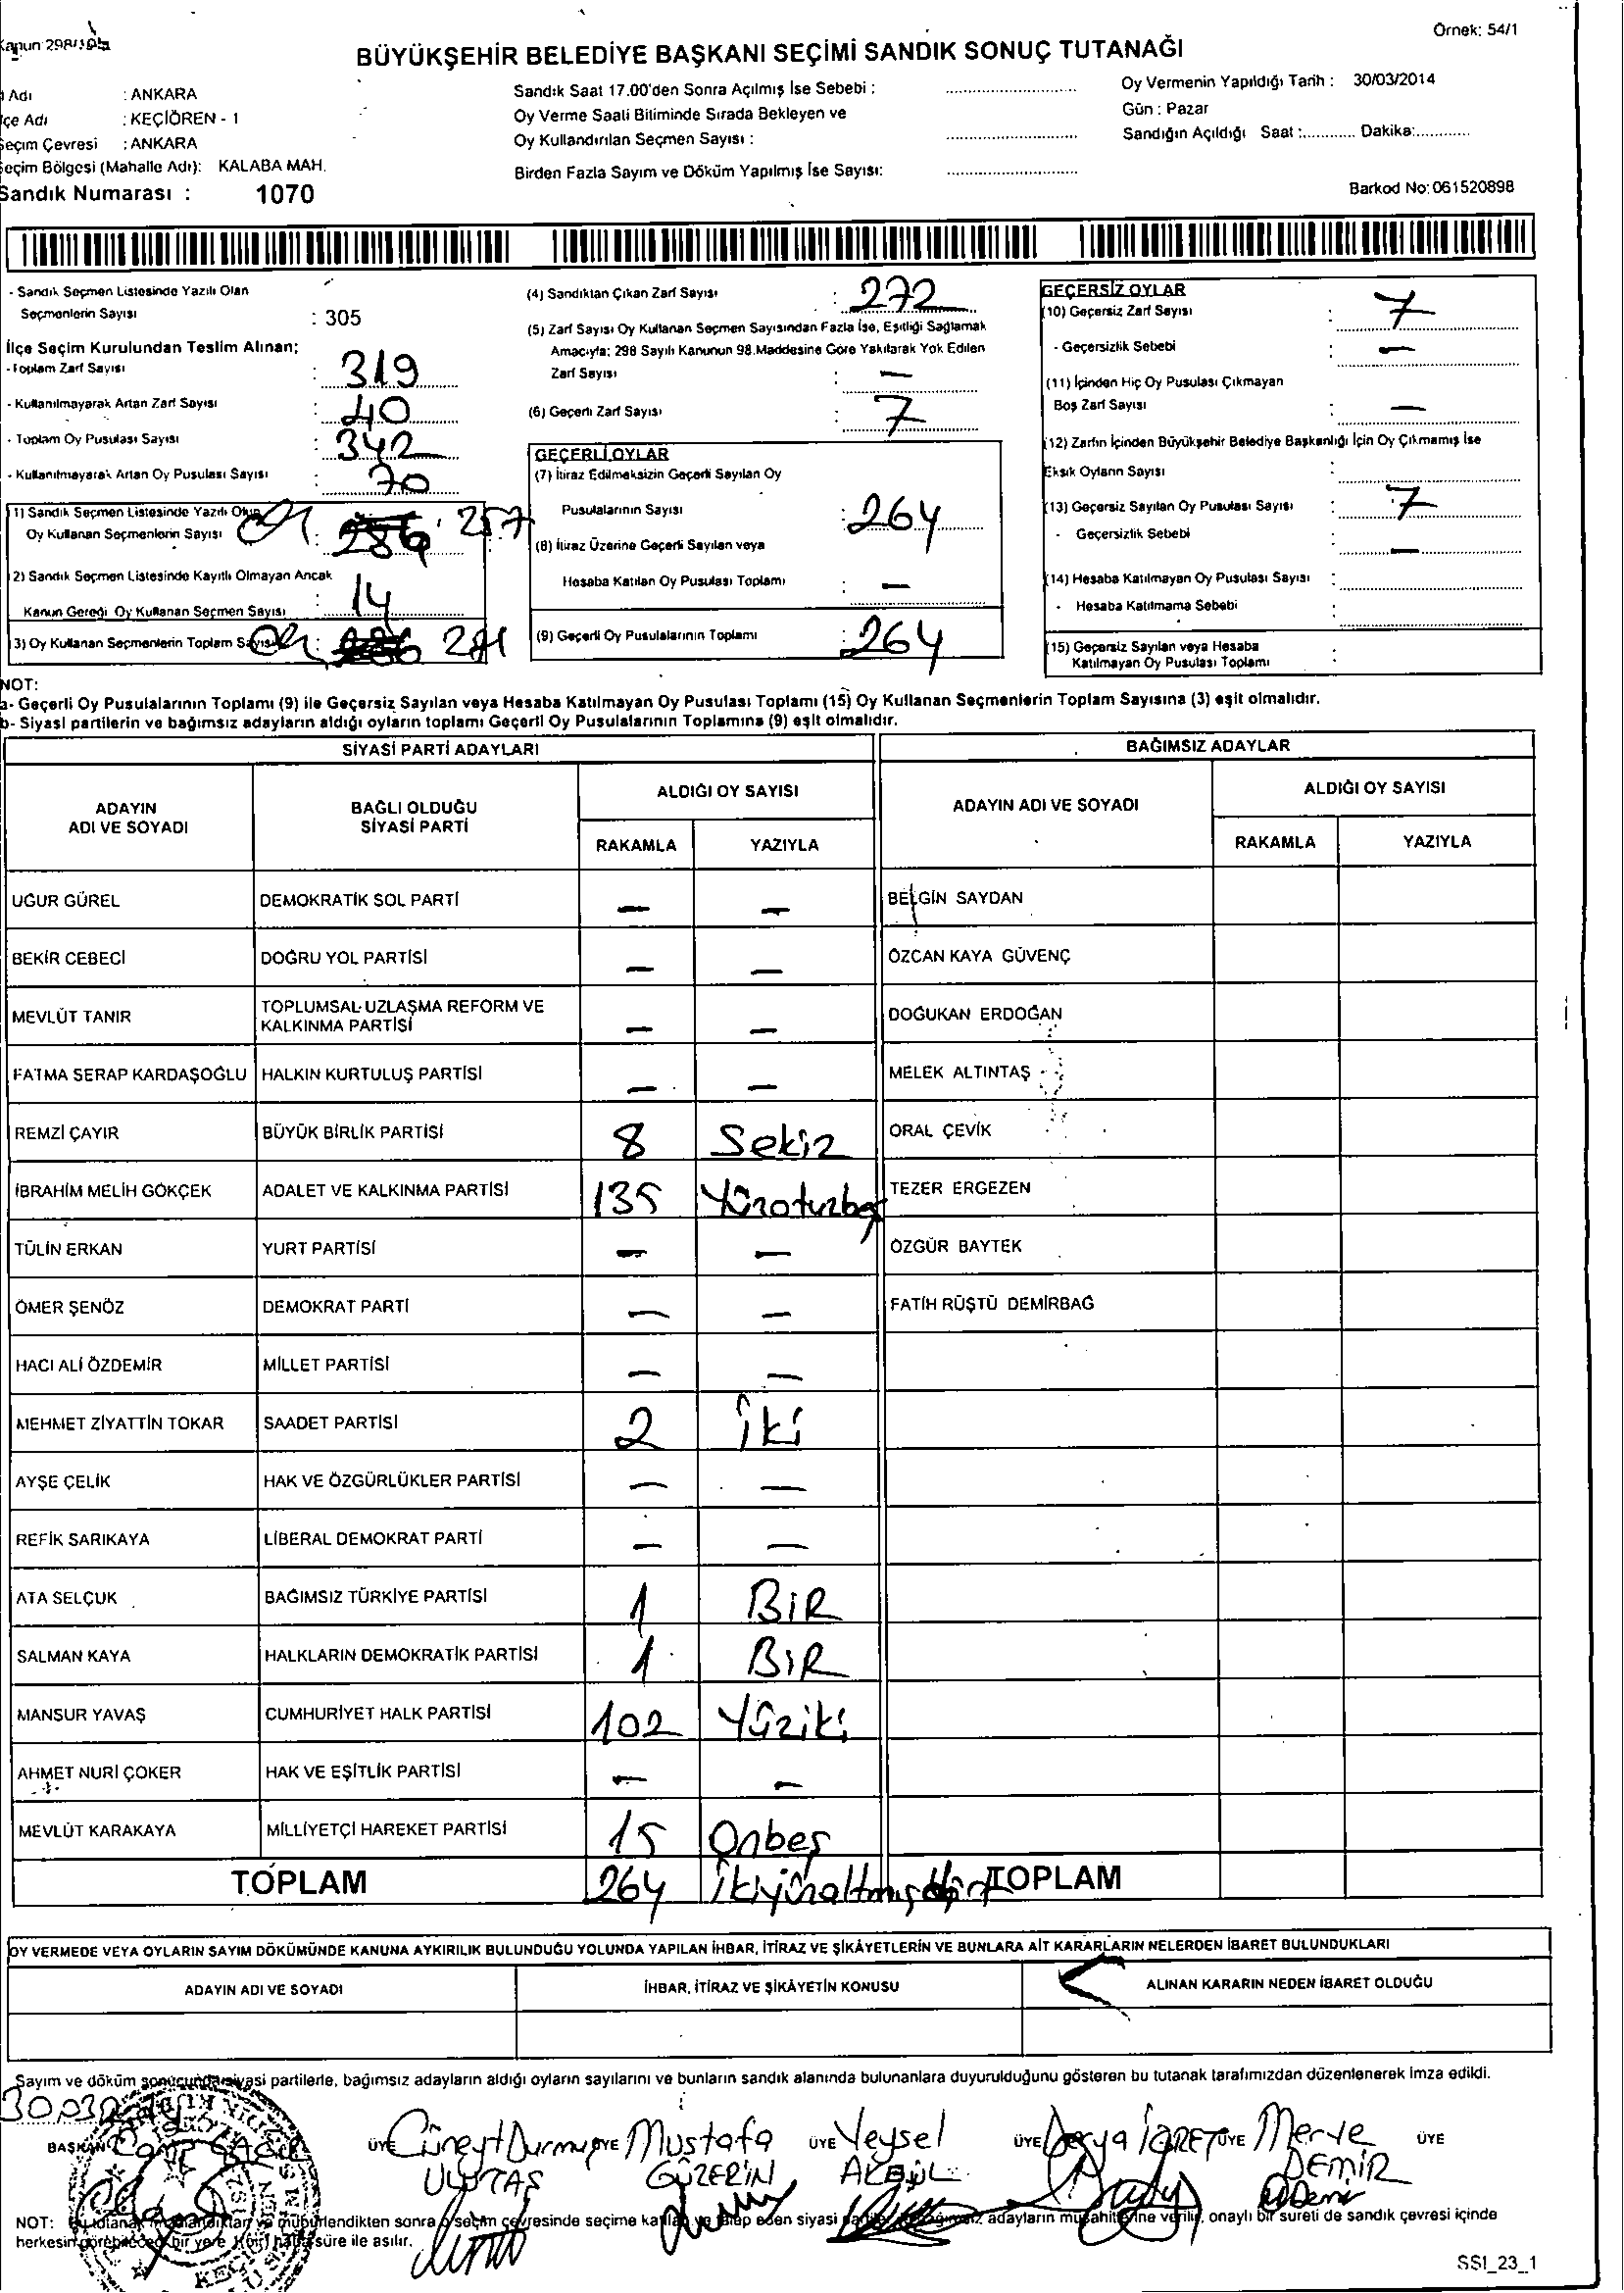 BÜYÜKŞEHİR BELEDİYE BAŞKANI SEÇİMİ SANDIK SONUÇ TUTANAĞI
Örnek: 54/1
Adı : ANKARA
çe Adı : KEÇİÖREN - 1
eçim Çevresi : ANKARA
eçim Bölgesi (Mahalle Adı): KALABA MAH.
Sandık Numarası : 1070
Sandık Saat 17.00'den Sonra Açılmış İse Sebebi :
Oy Verme Saati Bitiminde Sırada Bekleyen ve
Oy Kullandırılan Seçmen Sayısı :
Birden Fazla Sayım ve Döküm Yapılmış İse Sayısı:
Oy Vermenin Yapıldığı Tarih : 30/03/2014
Gün : Pazar
Sandığın Açıldığı Saat :............ Dakika:...........
Barkod No: 061520898
- Sandık Seçmen Listesinde Yazılı Olan
Seçmenlerin Sayısı : 305
İlçe Seçim Kurulundan Teslim Alınan;
- Toplam Zarf Sayısı : 319
- Kullanılmayarak Artan Zarf Sayısı : 40
- Toplam Oy Pusulası Sayısı : 342
- Kullanılmayarak Artan Oy Pusulası Sayısı : 70
1) Sandık Seçmen Listesinde Yazılı Olup
Oy Kullanan Seçmenlerin Sayısı : 257
2) Sandık Seçmen Listesinde Kayıtlı Olmayan Ancak
Kanun Gereği Oy Kullanan Seçmen Sayısı : 14
3) Oy Kullanan Seçmenlerin Toplam Sayısı : 271
(4) Sandıktan Çıkan Zarf Sayısı : 272
(5) Zarf Sayısı Oy Kullanan Seçmen Sayısından Fazla İse, Eşitliği Sağlamak
Amacıyla; 298 Sayılı Kanunun 98.Maddesine Göre Yakılarak Yok Edilen
Zarf Sayısı : —
(6) Geçerli Zarf Sayısı : 7
GEÇERLİ OYLAR
(7) İtiraz Edilmeksizin Geçerli Sayılan Oy
Pusulalarının Sayısı : 264
(8) İtiraz Üzerine Geçerli Sayılan veya
Hesaba Katılan Oy Pusulası Toplamı : —
(9) Geçerli Oy Pusulalarının Toplamı : 264
GEÇERSİZ OYLAR
(10) Geçersiz Zarf Sayısı : 7
- Geçersizlik Sebebi : —
(11) İçinden Hiç Oy Pusulası Çıkmayan
Boş Zarf Sayısı : —
(12) Zarfın İçinden Büyükşehir Belediye Başkanlığı İçin Oy Çıkmamış İse
Eksik Oyların Sayısı :
(13) Geçersiz Sayılan Oy Pusulası Sayısı : 7
- Geçersizlik Sebebi : —
(14) Hesaba Katılmayan Oy Pusulası Sayısı :
- Hesaba Katılmama Sebebi :
(15) Geçersiz Sayılan veya Hesaba
Katılmayan Oy Pusulası Toplamı :
NOT:
a- Geçerli Oy Pusulalarının Toplamı (9) ile Geçersiz Sayılan veya Hesaba Katılmayan Oy Pusulası Toplamı (15) Oy Kullanan Seçmenlerin Toplam Sayısına (3) eşit olmalıdır.
b- Siyasi partilerin ve bağımsız adayların aldığı oyların toplamı Geçerli Oy Pusulalarının Toplamına (9) eşit olmalıdır.
SİYASİ PARTİ ADAYLARI
BAĞIMSIZ ADAYLAR
ADAYIN
ADI VE SOYADI
BAĞLI OLDUĞU
SİYASİ PARTİ
ALDIĞI OY SAYISI
RAKAMLA YAZIYLA
ADAYIN ADI VE SOYADI
ALDIĞI OY SAYISI
RAKAMLA YAZIYLA
UĞUR GÜREL DEMOKRATİK SOL PARTİ — — BELGİN SAYDAN
BEKİR CEBECİ DOĞRU YOL PARTİSİ — — ÖZCAN KAYA GÜVENÇ
MEVLÜT TANIR TOPLUMSAL UZLAŞMA REFORM VE
KALKINMA PARTİSİ — — DOĞUKAN ERDOĞAN
FATMA SERAP KARDAŞOĞLU HALKIN KURTULUŞ PARTİSİ — — MELEK ALTINTAŞ
REMZİ ÇAYIR BÜYÜK BİRLİK PARTİSİ 8 Sekiz ORAL ÇEVİK
İBRAHİM MELİH GÖKÇEK ADALET VE KALKINMA PARTİSİ 135 Yüzotuzbeş TEZER ERGEZEN
TÜLİN ERKAN YURT PARTİSİ — — ÖZGÜR BAYTEK
ÖMER ŞENÖZ DEMOKRAT PARTİ — — FATİH RÜŞTÜ DEMİRBAĞ
HACI ALİ ÖZDEMİR MİLLET PARTİSİ — —
MEHMET ZİYATTİN TOKAR SAADET PARTİSİ 2 İki
AYŞE ÇELİK HAK VE ÖZGÜRLÜKLER PARTİSİ — —
REFİK SARIKAYA LİBERAL DEMOKRAT PARTİ — —
ATA SELÇUK BAĞIMSIZ TÜRKİYE PARTİSİ 1 BİR
SALMAN KAYA HALKLARIN DEMOKRATİK PARTİSİ 1 BIR
MANSUR YAVAŞ CUMHURİYET HALK PARTİSİ 102 Yüziki
AHMET NURİ ÇOKER HAK VE EŞİTLİK PARTİSİ — —
MEVLÜT KARAKAYA MİLLİYETÇİ HAREKET PARTİSİ 15 Onbeş
TOPLAM 264 İkiyüzaltmışdört TOPLAM
OY VERMEDE VEYA OYLARIN SAYIM DÖKÜMÜNDE KANUNA AYKIRILIK BULUNDUĞU YOLUNDA YAPILAN İHBAR, İTİRAZ VE ŞİKÂYETLERİN VE BUNLARA AİT KARARLARIN NELERDEN İBARET BULUNDUKLARI
ADAYIN ADI VE SOYADI İHBAR, İTİRAZ VE ŞİKÂYETİN KONUSU ALINAN KARARIN NEDEN İBARET OLDUĞU
Sayım ve döküm sonucunda siyasi partilerle, bağımsız adayların aldığı oyların sayılarını ve bunların sandık alanında bulunanlara duyurulduğunu gösteren bu tutanak tarafımızdan düzenlenerek imza edildi.
BAŞKAN ÜYE Cüneyt Durmuş ÜYE Mustafa ÜYE Veysel ÜYE Derya ÜYE Merve ÜYE
ULUTAŞ GÜZERİN AKBÜL DEMİR
NOT: Bu tutanak sonra o seçim çevresinde seçime katılan ve talep eden siyasi adayların müşahitlerine verilir, onaylı bir sureti de sandık çevresi içinde
herkesin görebileceği bir yere 1(bir) hafta süre ile asılır.
SS1_23_1